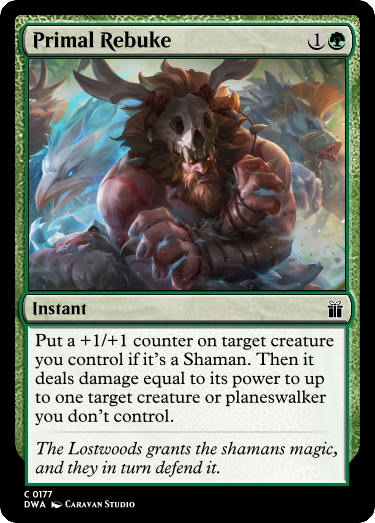 Primal Rebuke 1
Instant
Put a +1/+1 counter on target creature
you control if it's a Shaman. Then it
deals damage equal to its power to up
to one target creature or planeswalker
you don't control.
The Lostwoods grants the shamans magic,
and they in turn defend it.
C 0177
DWA Caravan Studio